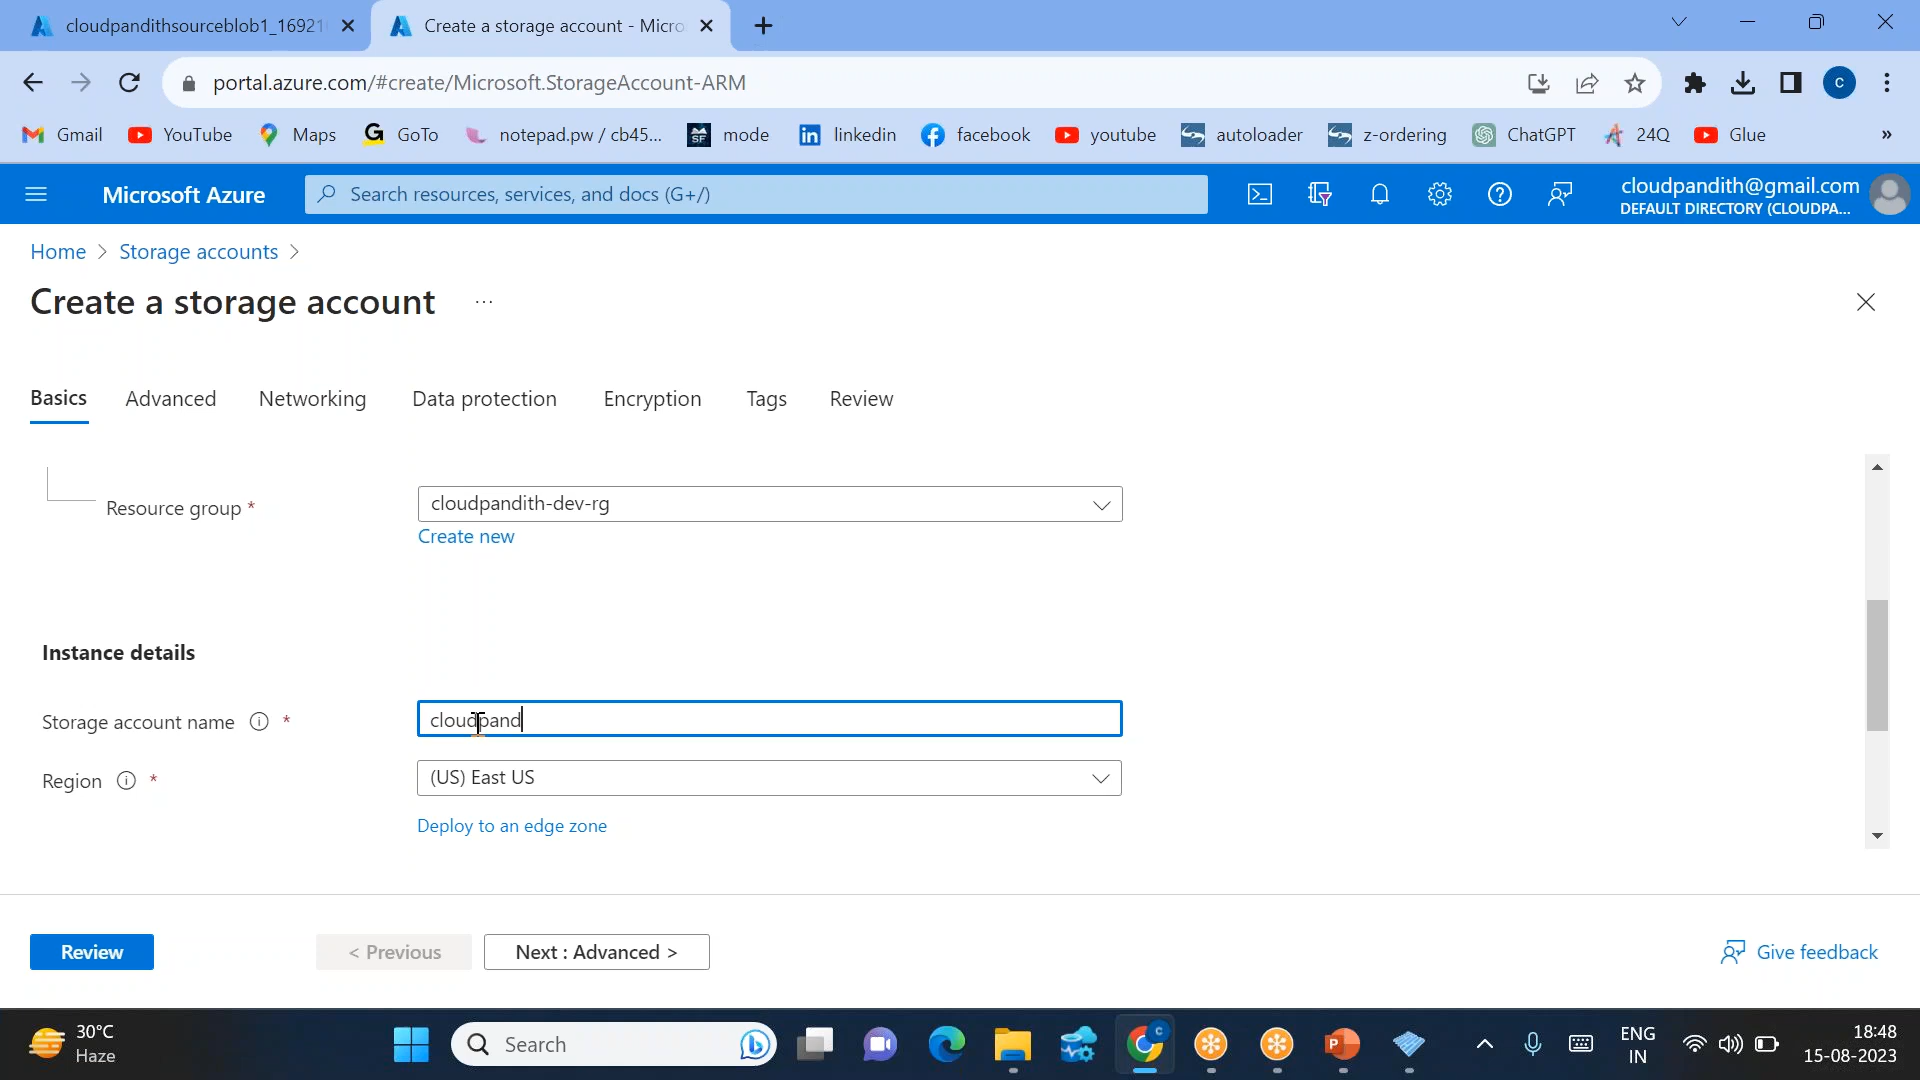 cloudpandithsourceblob1_16921
Create a storage account - Micro
portal.azure.com/#create/Microsoft.StorageAccount-ARM
C
Gmail
YouTube
Maps
GoTo
notepad.pw / cb45...
mode
linkedin
facebook
youtube
autoloader
z-ordering
ChatGPT
24Q
Glue
»
Microsoft Azure
Search resources, services, and docs (G+/)
cloudpandith@gmail.com
DEFAULT DIRECTORY (CLOUDPA...
Home > Storage accounts >
Create a storage account ...
Basics
Advanced
Networking
Data protection
Encryption
Tags
Review
Resource group *
cloudpandith-dev-rg
Create new
Instance details
Storage account name *
cloudpand
Region *
(US) East US
Deploy to an edge zone
Review
< Previous
Next : Advanced >
Give feedback
30°C
Haze
Search
ENG
IN
18:48
15-08-2023